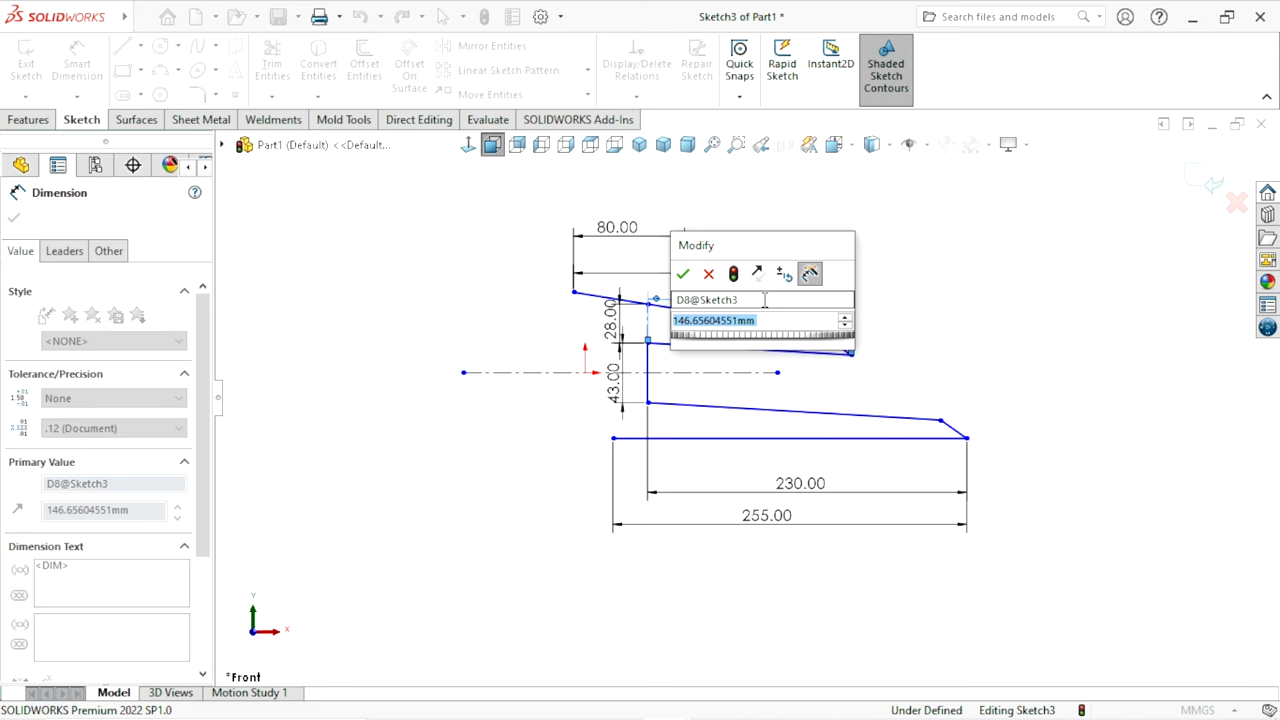 SOLIDWORKS
Sketch3 of Part1 *
Search files and models
Exit Sketch
Smart Dimension
Trim Entities
Convert Entities
Offset Entities
Offset On Surface
Mirror Entities
Linear Sketch Pattern
Move Entities
Display/Delete Relations
Repair Sketch
Quick Snaps
Rapid Sketch
Instant2D
Shaded Sketch Contours
Features
Sketch
Surfaces
Sheet Metal
Weldments
Mold Tools
Direct Editing
Evaluate
SOLIDWORKS Add-Ins
Part1 (Default) <<Default...
Dimension
Value
Leaders
Other
Style
<NONE>
Tolerance/Precision
None
.12 (Document)
Primary Value
D8@Sketch3
146.65604551mm
Dimension Text
<DIM>
80.00
Modify
D8@Sketch3
146.65604551mm
28.00
43.00
230.00
255.00
Y
X
*Front
Model
3D Views
Motion Study 1
SOLIDWORKS Premium 2022 SP1.0
Under Defined
Editing Sketch3
MMGS